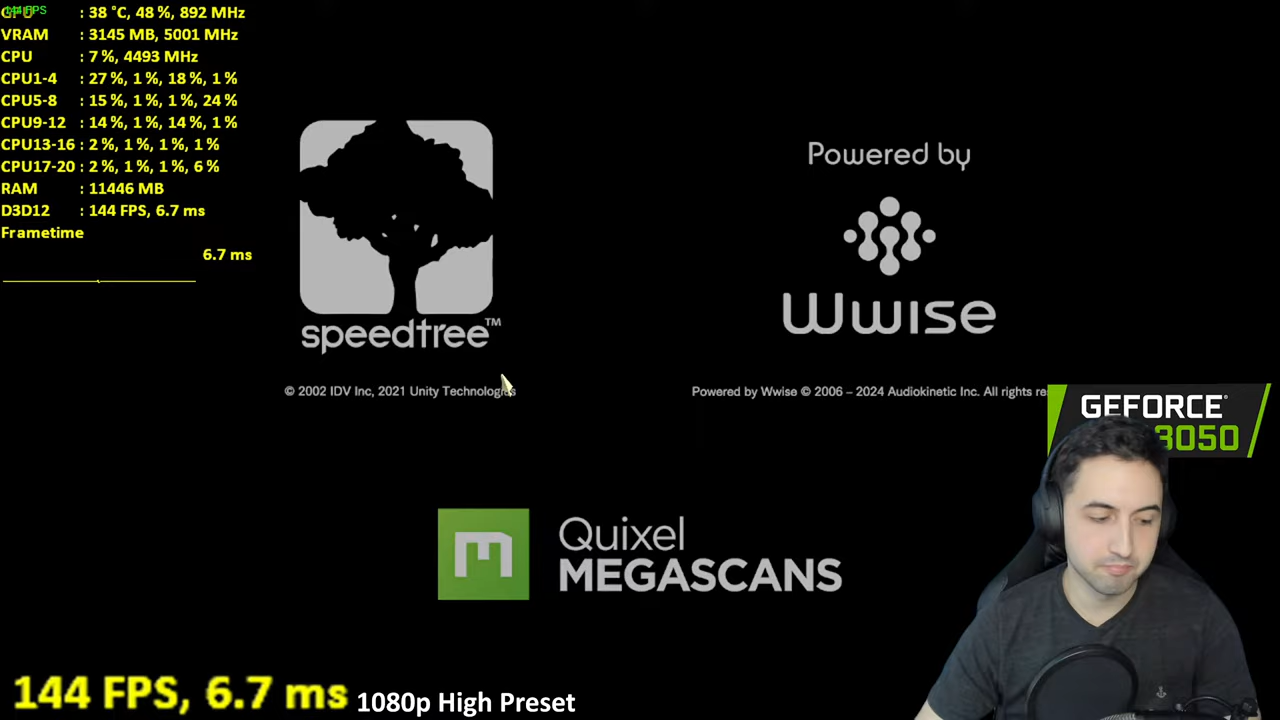 144 FPS
GPU : 38 °C, 48 %, 892 MHz
VRAM : 3145 MB, 5001 MHz
CPU : 7 %, 4493 MHz
CPU1-4 : 27 %, 1 %, 18 %, 1 %
CPU5-8 : 15 %, 1 %, 1 %, 24 %
CPU9-12 : 14 %, 1 %, 14 %, 1 %
CPU13-16 : 2 %, 1 %, 1 %, 1 %
CPU17-20 : 2 %, 1 %, 1 %, 6 %
RAM : 11446 MB
D3D12 : 144 FPS, 6.7 ms
Frametime
6.7 ms
speedtree™
© 2002 IDV Inc, 2021 Unity Technologies
Powered by
Wwise
Powered by Wwise © 2006 – 2024 Audiokinetic Inc. All rights
GEFORCE
3050
Quixel
MEGASCANS
144 FPS, 6.7 ms
1080p High Preset